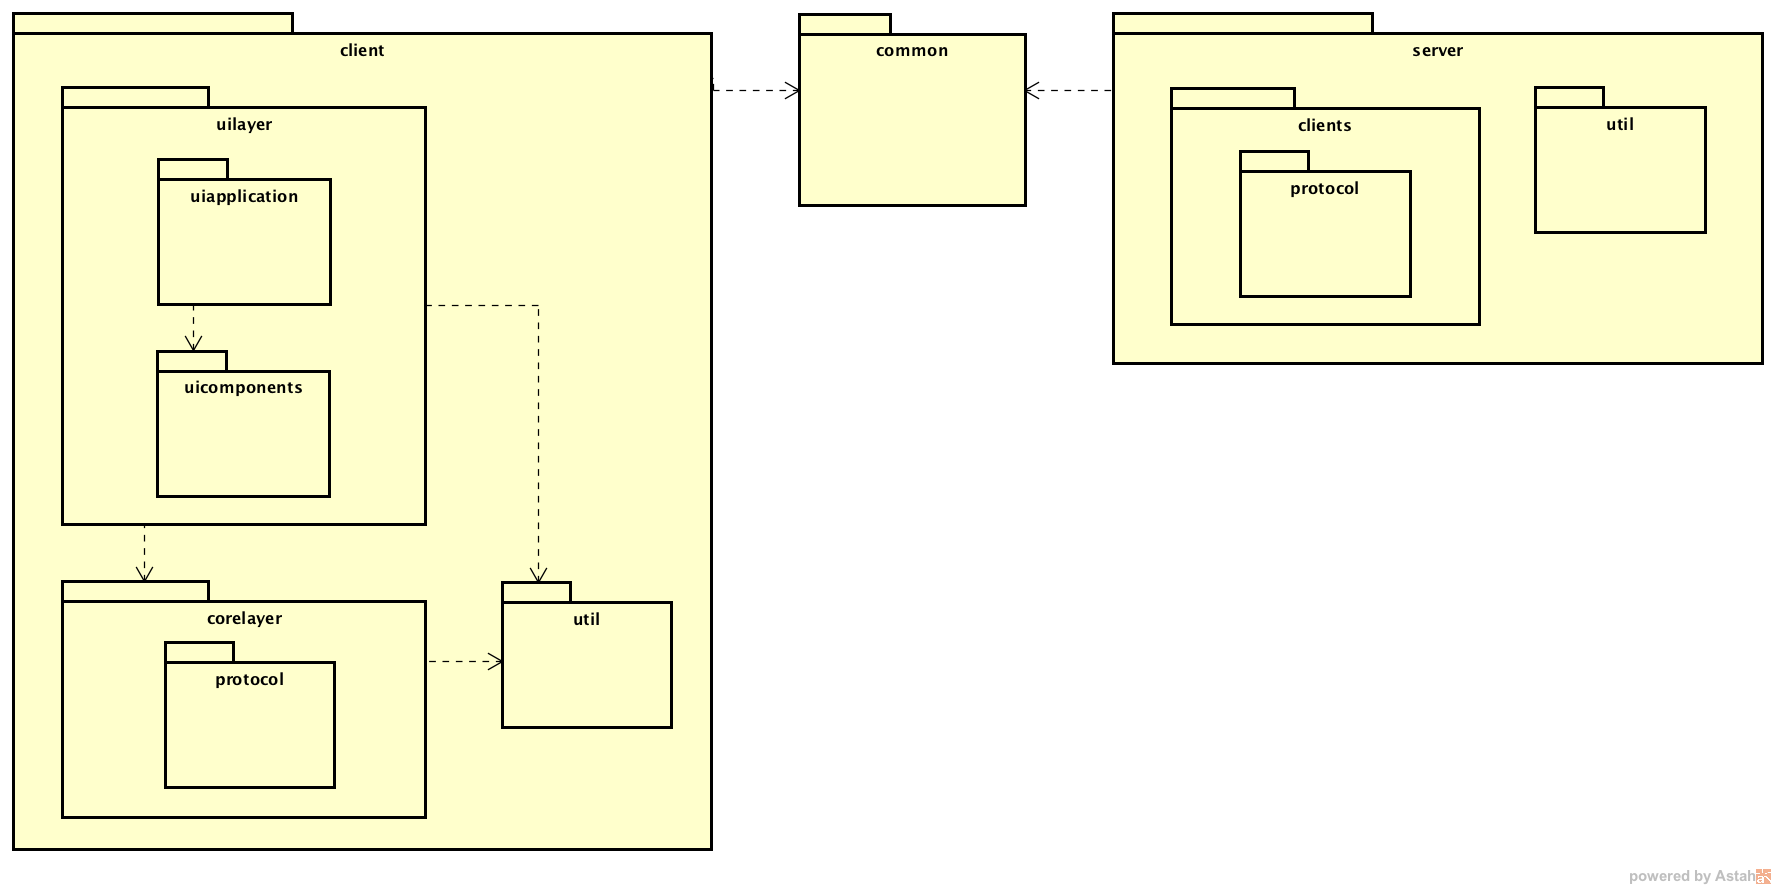 client
common
server
uilayer
clients
util
uiapplication
protocol
uicomponents
corelayer
util
protocol
powered by Astah